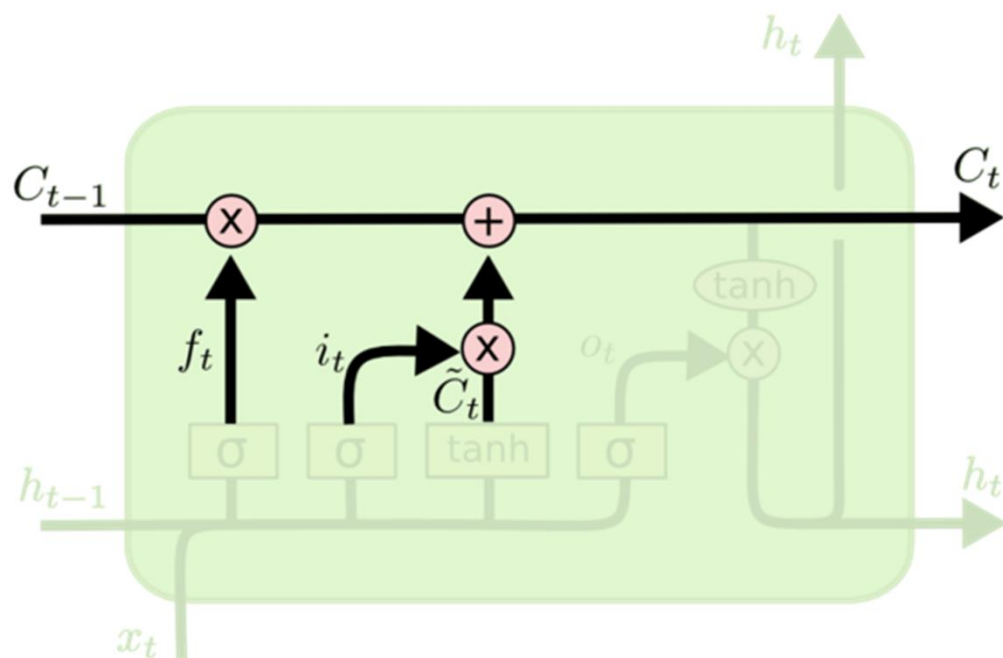 h_t
C_{t-1}
C_t
x
+
tanh
f_t
i_t
x
o_t
x
C̃_t
σ
σ
tanh
σ
h_{t-1}
h_t
x_t